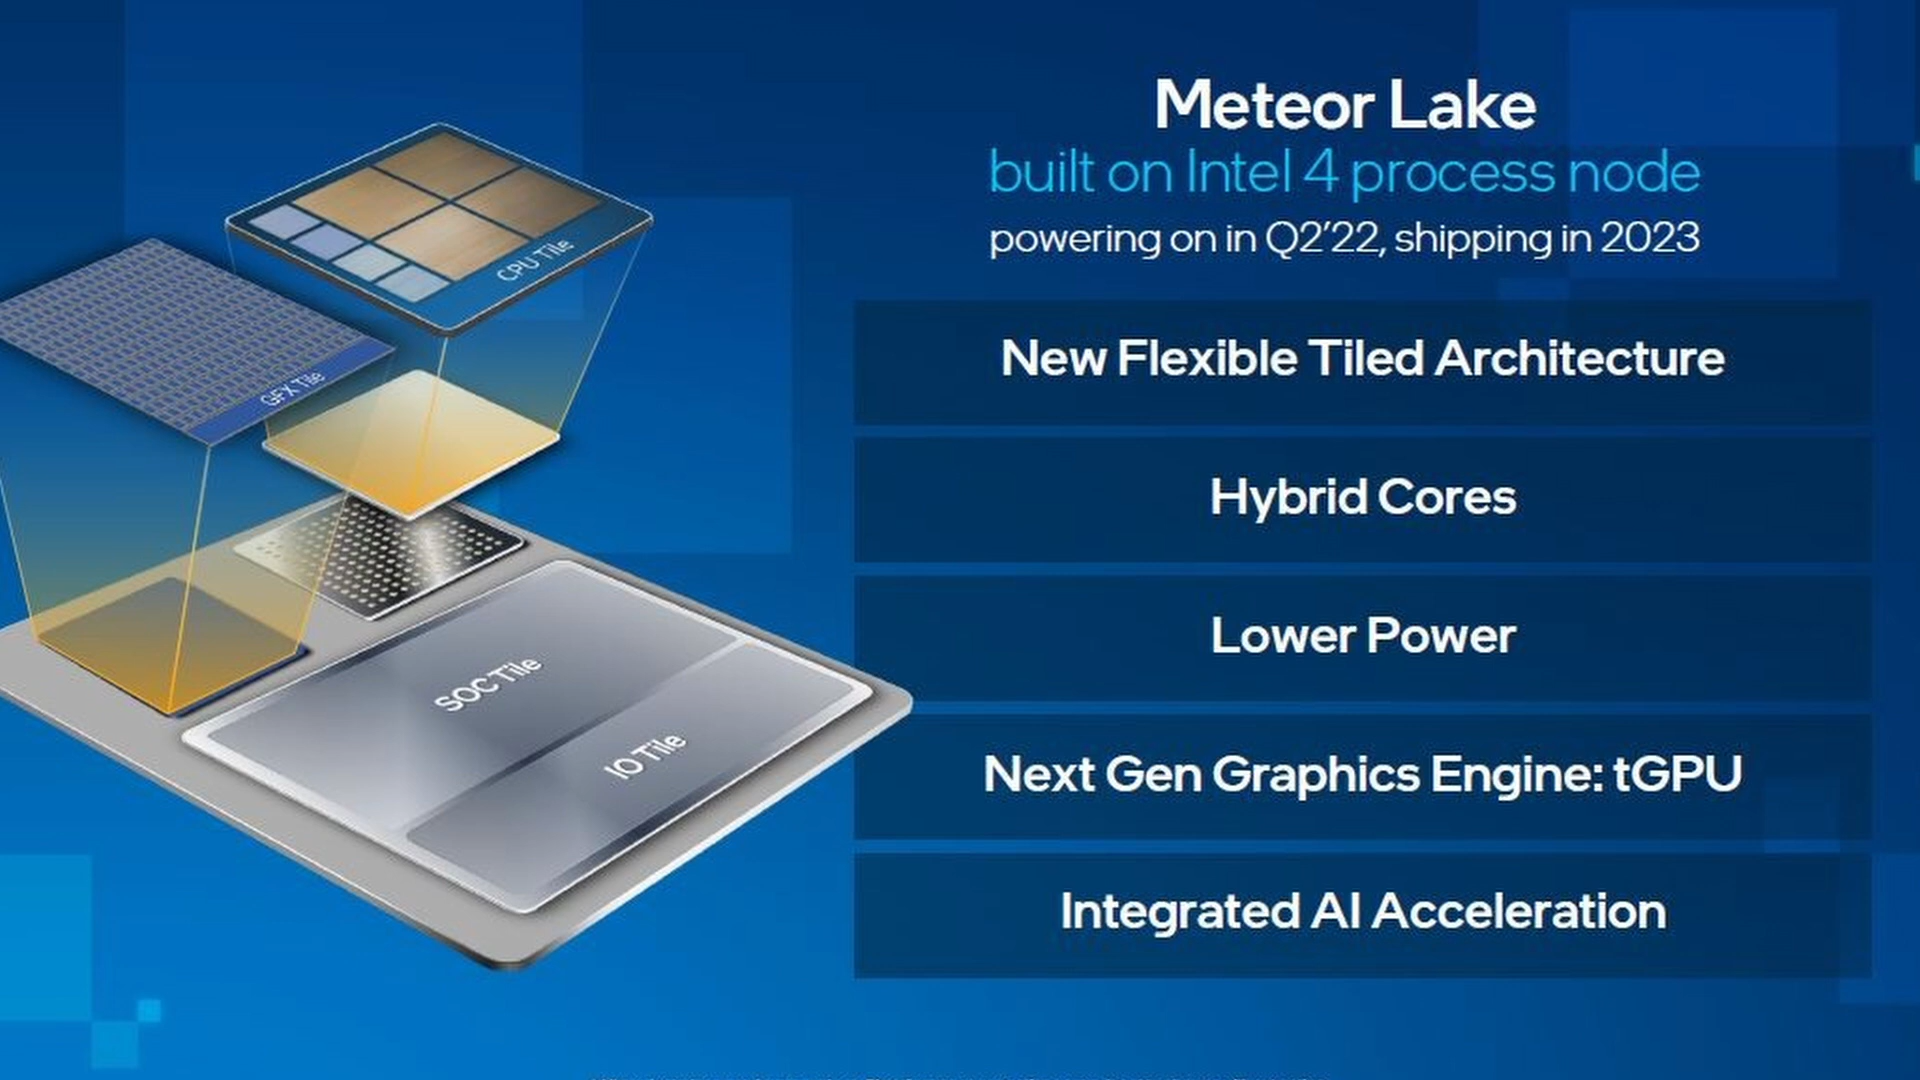 Meteor Lake
built on Intel 4 process node
powering on in Q2'22, shipping in 2023
New Flexible Tiled Architecture
Hybrid Cores
Lower Power
Next Gen Graphics Engine: tGPU
Integrated AI Acceleration
CPU Tile
GFX Tile
SOC Tile
IO Tile